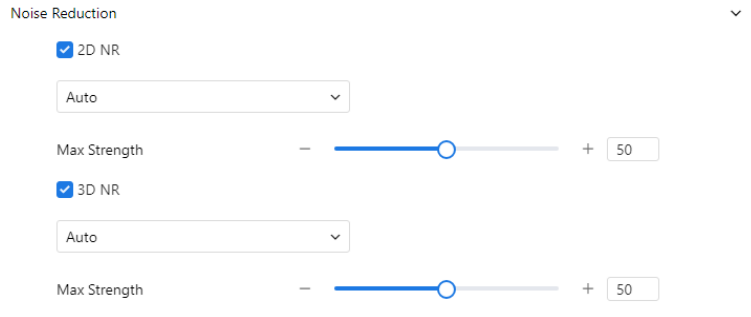 Noise Reduction
2D NR
Auto
Max Strength − + 50
3D NR
Auto
Max Strength − + 50